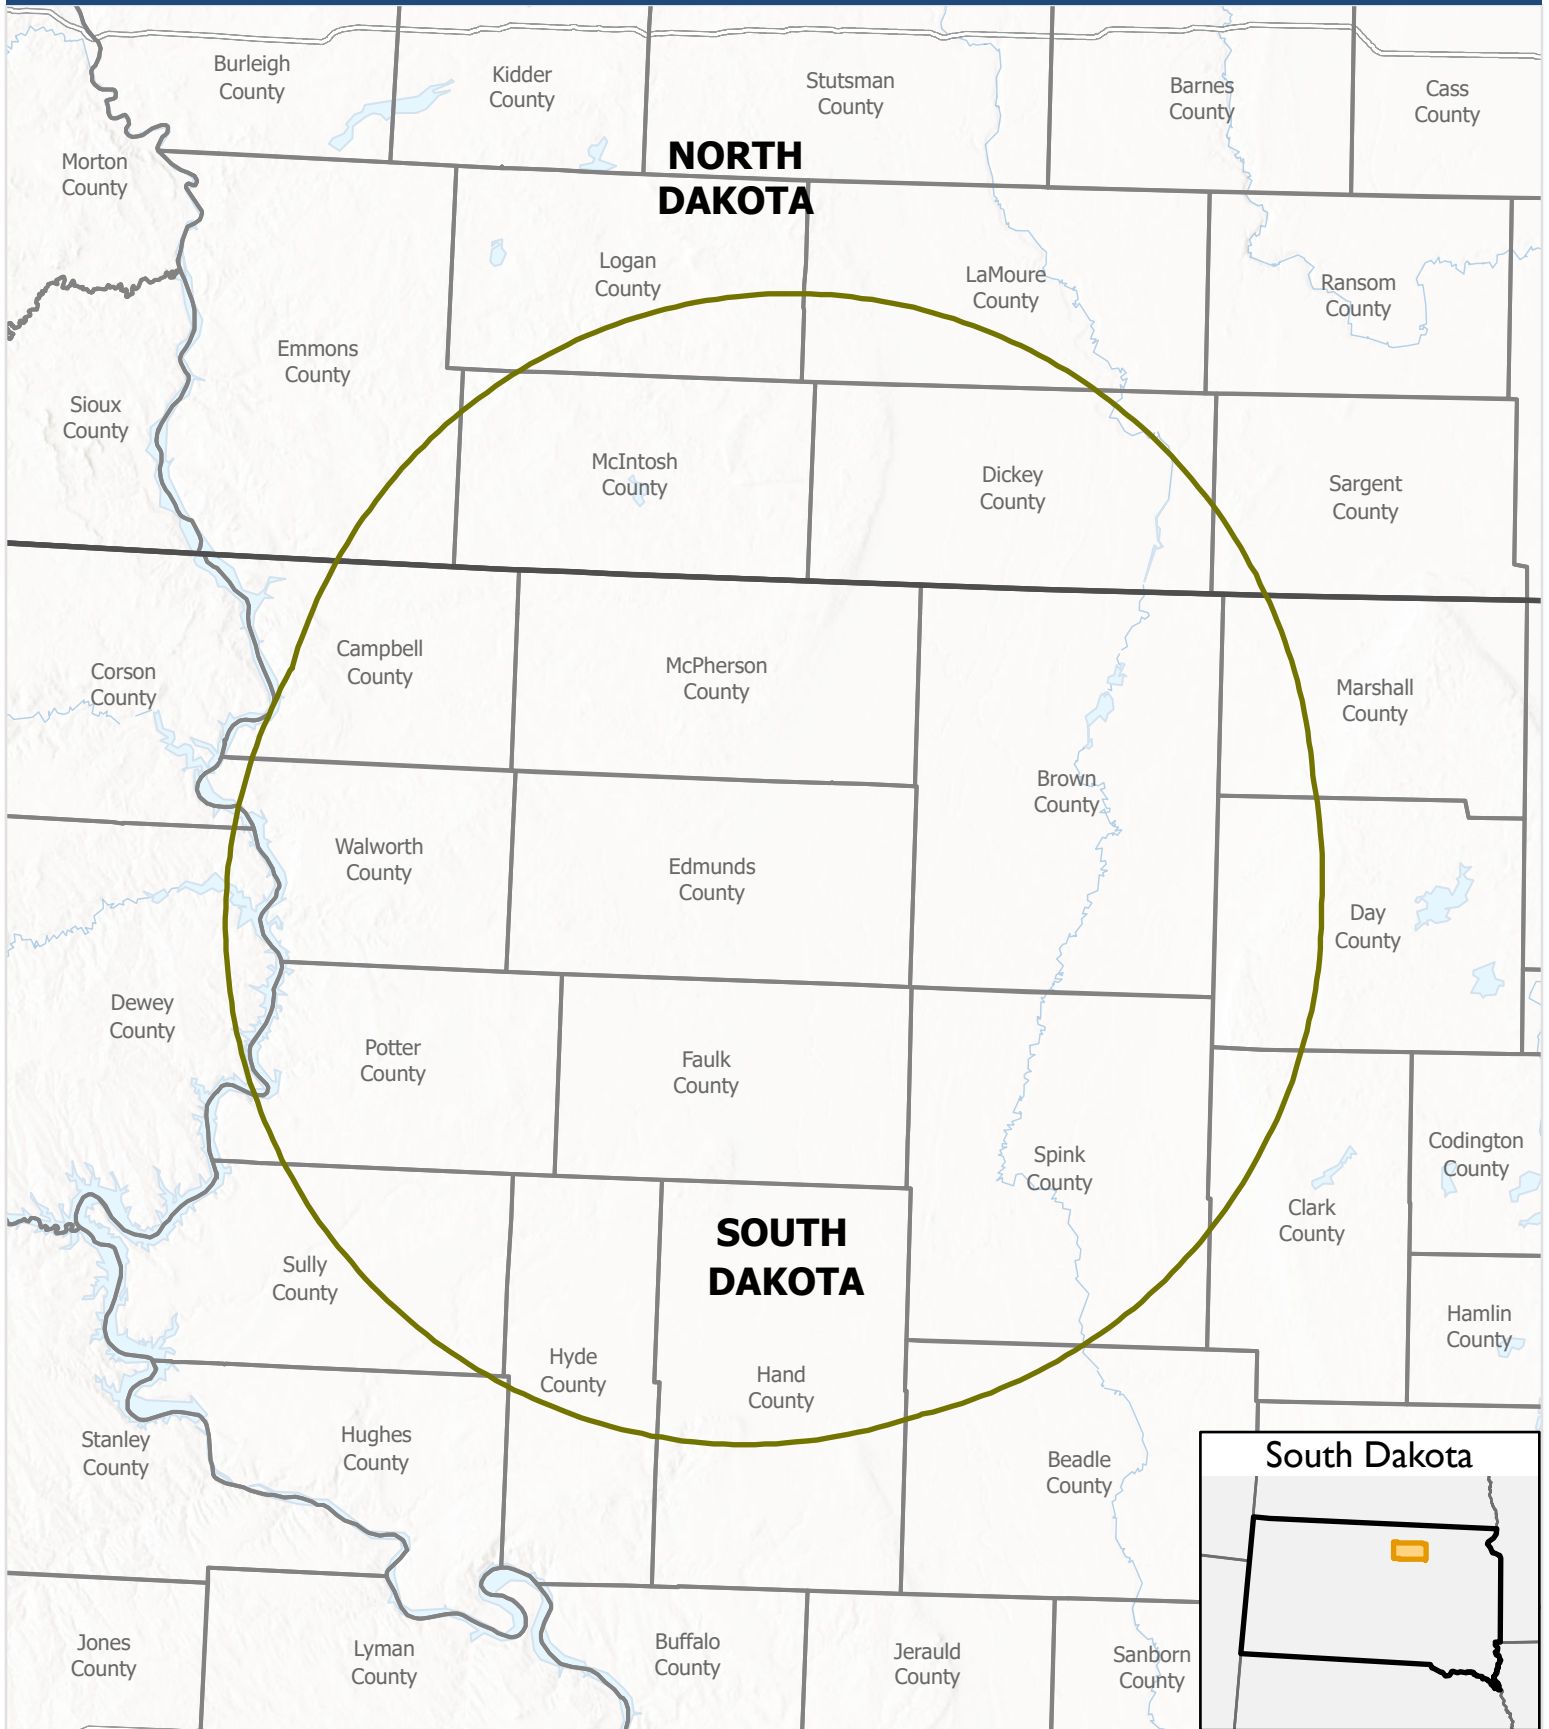 Burleigh
County
Kidder
County
Stutsman
County
Barnes
County
Cass
County
Morton
County
NORTH
DAKOTA
Logan
County
LaMoure
County
Ransom
County
Emmons
County
Sioux
County
McIntosh
County
Dickey
County
Sargent
County
Corson
County
Campbell
County
McPherson
County
Marshall
County
Brown
County
Walworth
County
Edmunds
County
Day
County
Dewey
County
Potter
County
Faulk
County
Spink
County
Codington
County
Clark
County
SOUTH
DAKOTA
Sully
County
Hamlin
County
Hyde
County
Hand
County
Stanley
County
Hughes
County
Beadle
County
South Dakota
Jones
County
Lyman
County
Buffalo
County
Jerauld
County
Sanborn
County